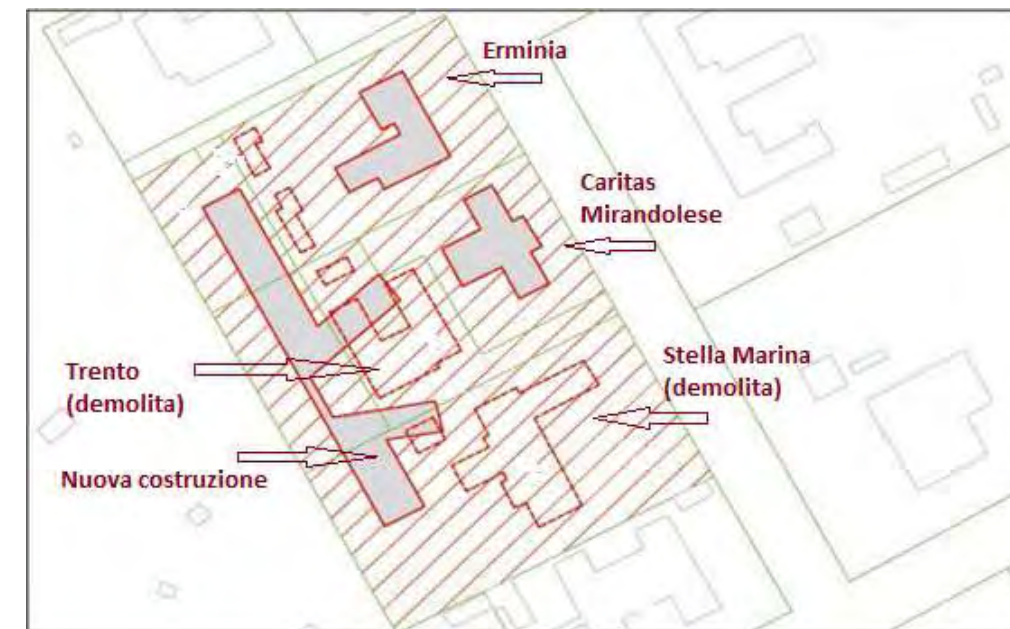 Erminia
Caritas
Mirandolese
Stella Marina
(demolita)
Trento
(demolita)
Nuova costruzione